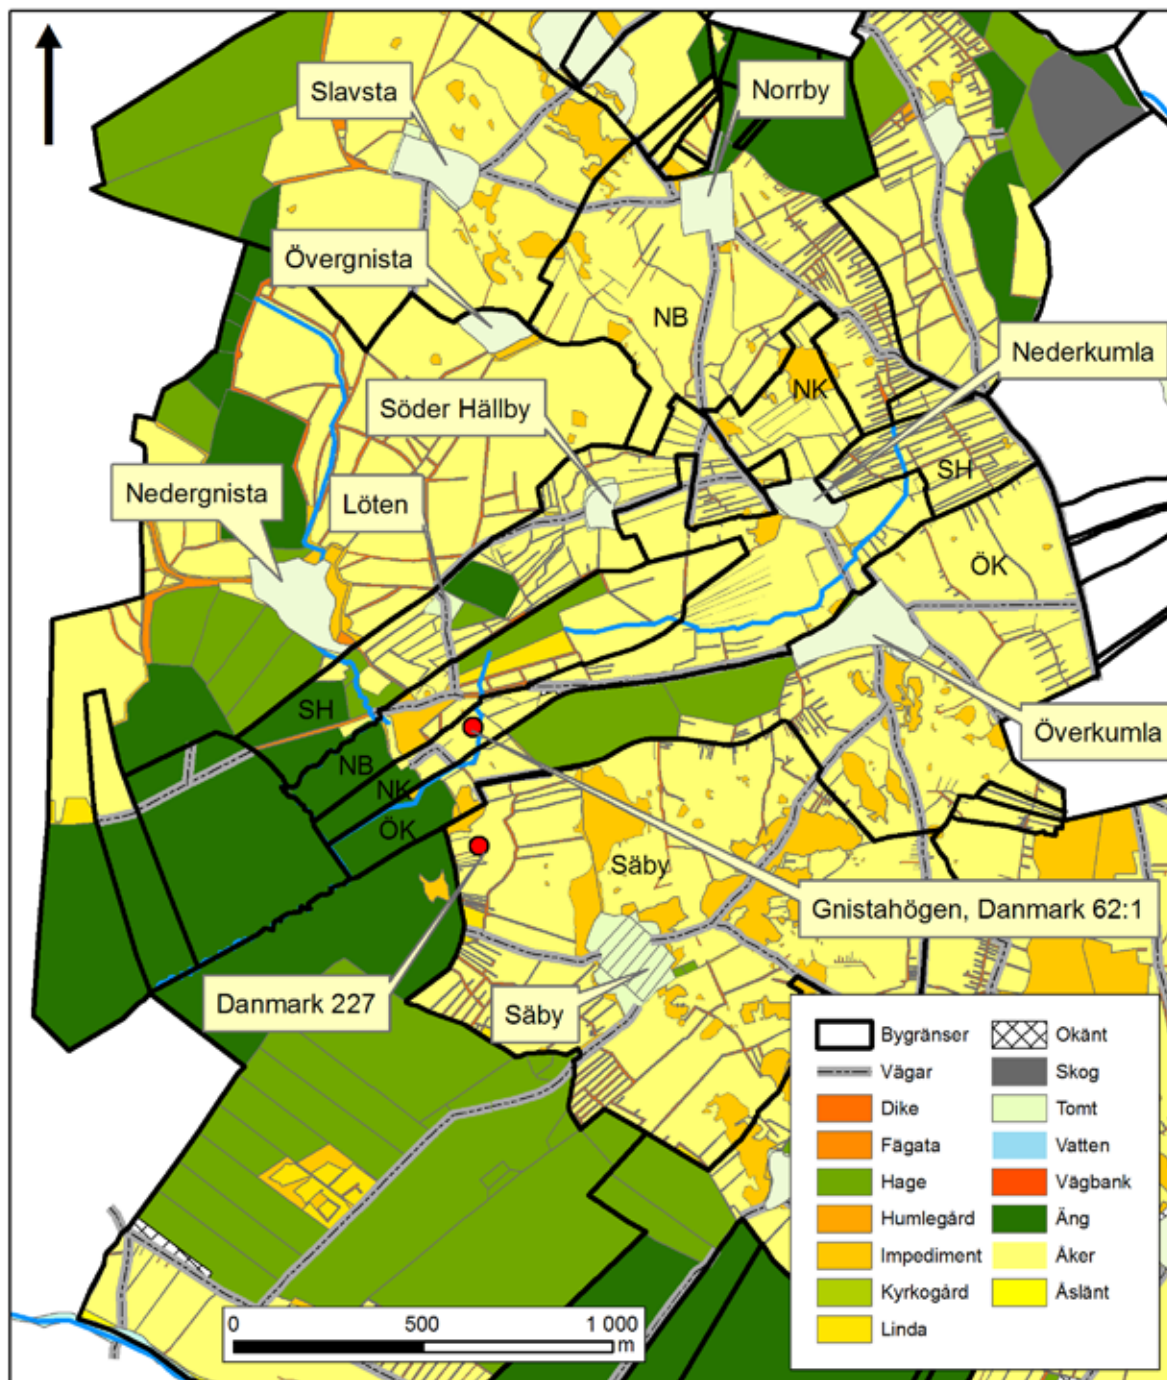 Slavsta
Norrby
Övergnista
NB
Nederkumla
NK
Söder Hällby
SH
Nedergnista
Löten
ÖK
SH
NB
NK
ÖK
Överkumla
Säby
Gnistahögen, Danmark 62:1
Danmark 227
Säby
Bygränser
Vägar
Dike
Fägata
Hage
Humlegård
Impediment
Kyrkogård
Linda
Okänt
Skog
Tomt
Vatten
Vägbank
Äng
Åker
Åslänt
0 500 1 000
m